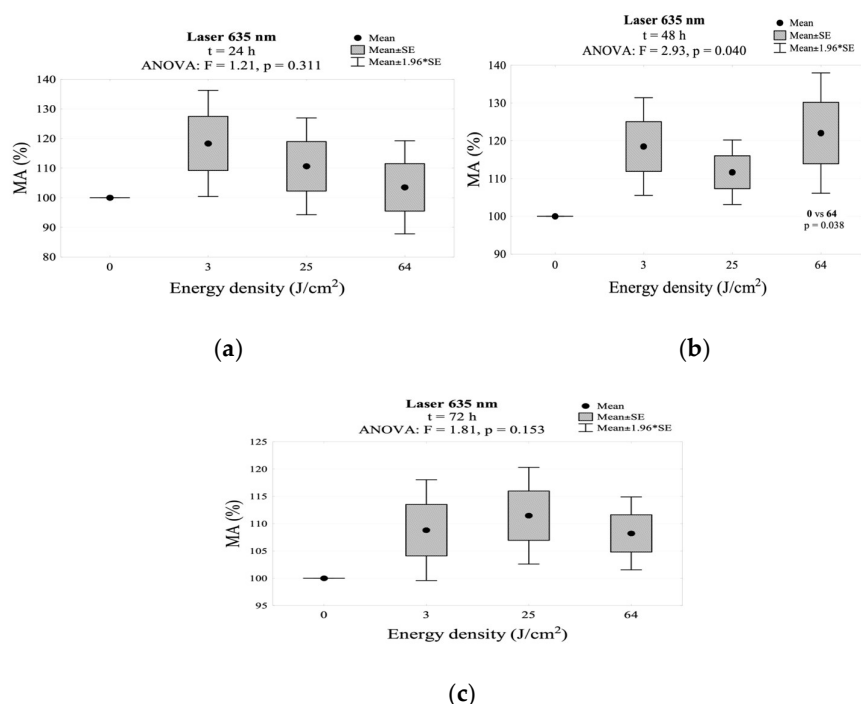 Laser 635 nm
t = 24 h
ANOVA: F = 1.21, p = 0.311
Mean
Mean±SE
Mean±1.96*SE
MA (%)
140
130
120
110
100
90
80
0 3 25 64
Energy density (J/cm²)
(a)
Laser 635 nm
t = 48 h
ANOVA: F = 2.93, p = 0.040
Mean
Mean±SE
Mean±1.96*SE
MA (%)
140
130
120
110
100
90
0 vs 64
p = 0.038
0 3 25 64
Energy density (J/cm²)
(b)
Laser 635 nm
t = 72 h
ANOVA: F = 1.81, p = 0.153
Mean
Mean±SE
Mean±1.96*SE
MA (%)
125
120
115
110
105
100
95
0 3 25 64
Energy density (J/cm²)
(c)